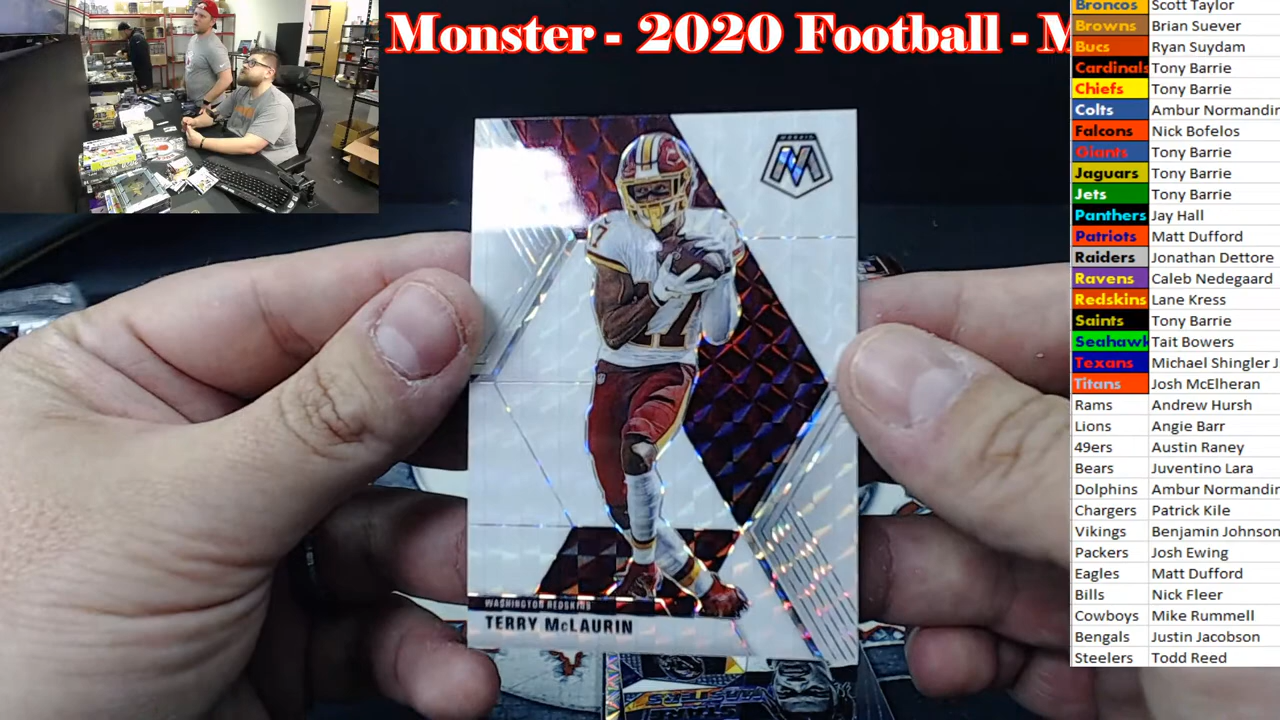 Monster - 2020 Football - M
Broncos Scott Taylor
Browns Brian Suever
Bucs Ryan Suydam
Cardinals Tony Barrie
Chiefs Tony Barrie
Colts Ambur Normandin
Falcons Nick Bofelos
Giants Tony Barrie
Jaguars Tony Barrie
Jets Tony Barrie
Panthers Jay Hall
Patriots Matt Dufford
Raiders Jonathan Dettore
Ravens Caleb Nedegaard
Redskins Lane Kress
Saints Tony Barrie
Seahawk Tait Bowers
Texans Michael Shingler J
Titans Josh McElheran
Rams Andrew Hursh
Lions Angie Barr
49ers Austin Raney
Bears Juventino Lara
Dolphins Ambur Normandin
Chargers Patrick Kile
Vikings Benjamin Johnson
Packers Josh Ewing
Eagles Matt Dufford
Bills Nick Fleer
Cowboys Mike Rummell
Bengals Justin Jacobson
Steelers Todd Reed
MOSAIC
M
17
17
WASHINGTON REDSKINS
TERRY McLAURIN